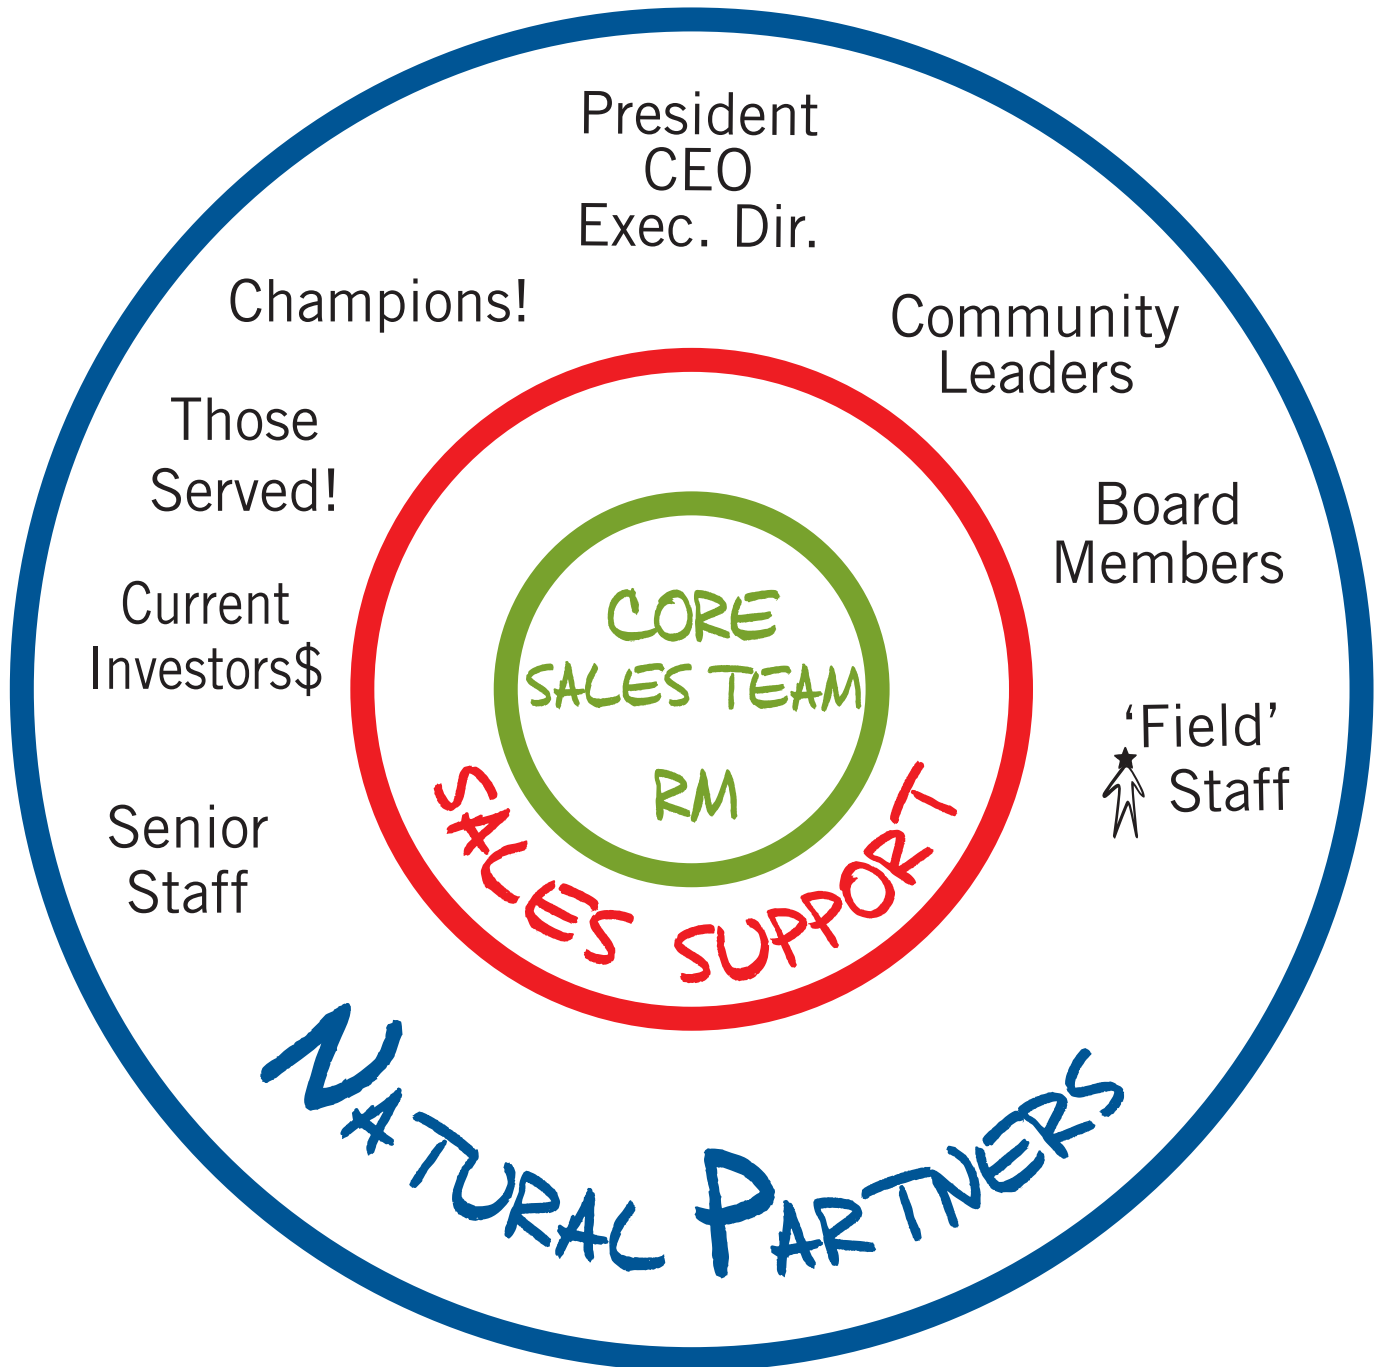 President
CEO
Exec. Dir.
Champions!
Community
Leaders
Those
Served!
Board
Members
Current
Investors$
‘Field’
Staff
Senior
Staff
CORE
SALES TEAM
RM
SALES SUPPORT
NATURAL PARTNERS